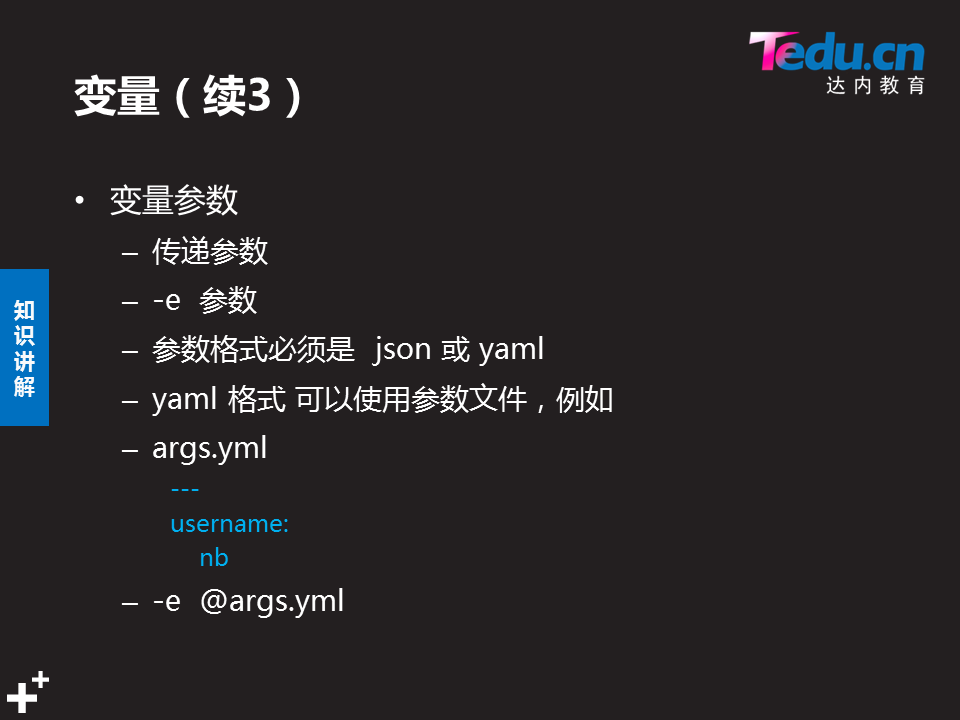 Tedu.cn
达内教育
变量（续3）
• 变量参数
– 传递参数
– -e 参数
– 参数格式必须是 json 或 yaml
– yaml 格式 可以使用参数文件，例如
– args.yml
---
username:
nb
– -e @args.yml
知识讲解